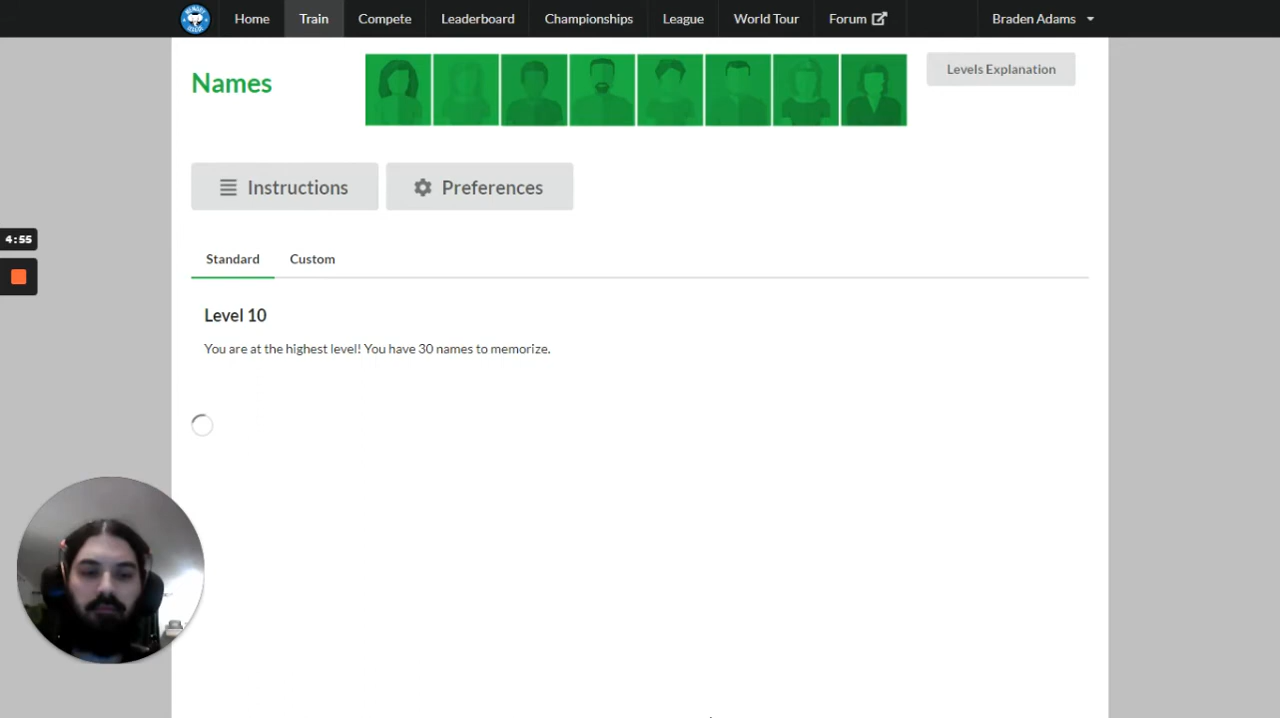 Home Train Compete Leaderboard Championships League World Tour Forum Braden Adams
Names
Levels Explanation
Instructions Preferences
4:55
Standard Custom
Level 10
You are at the highest level! You have 30 names to memorize.